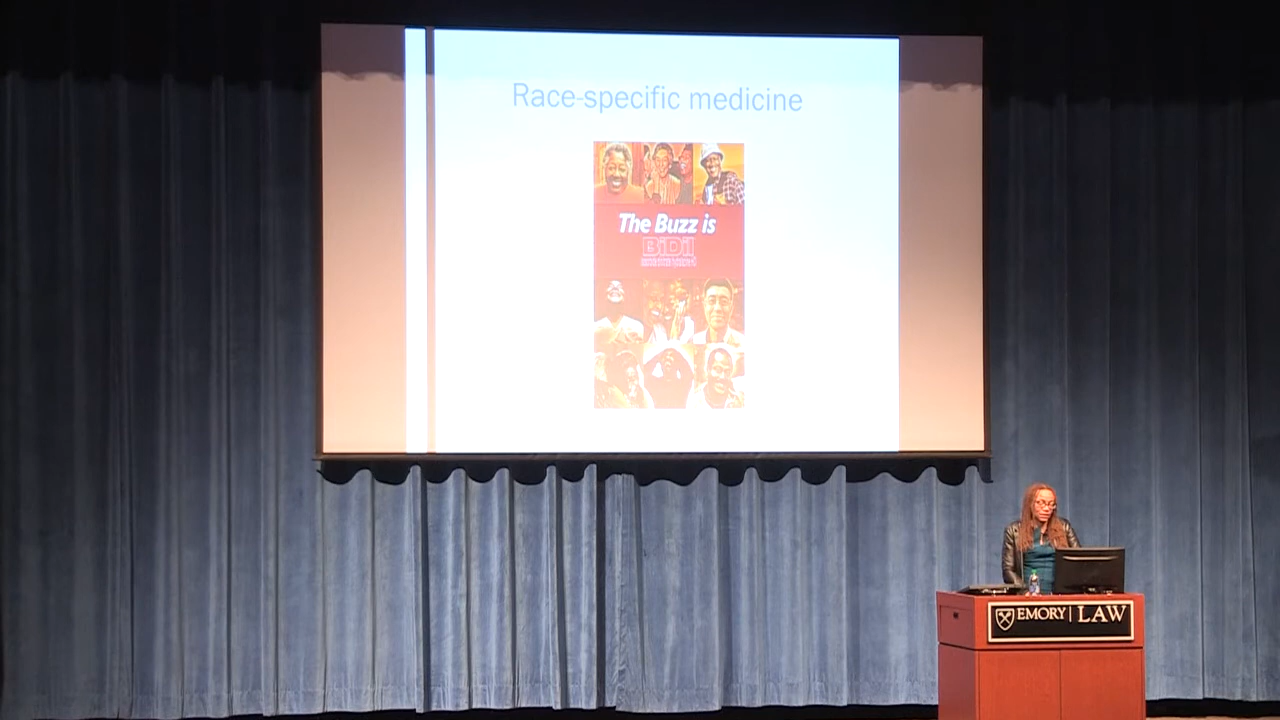 Race-specific medicine
The Buzz is
BiDil
EMORY | LAW